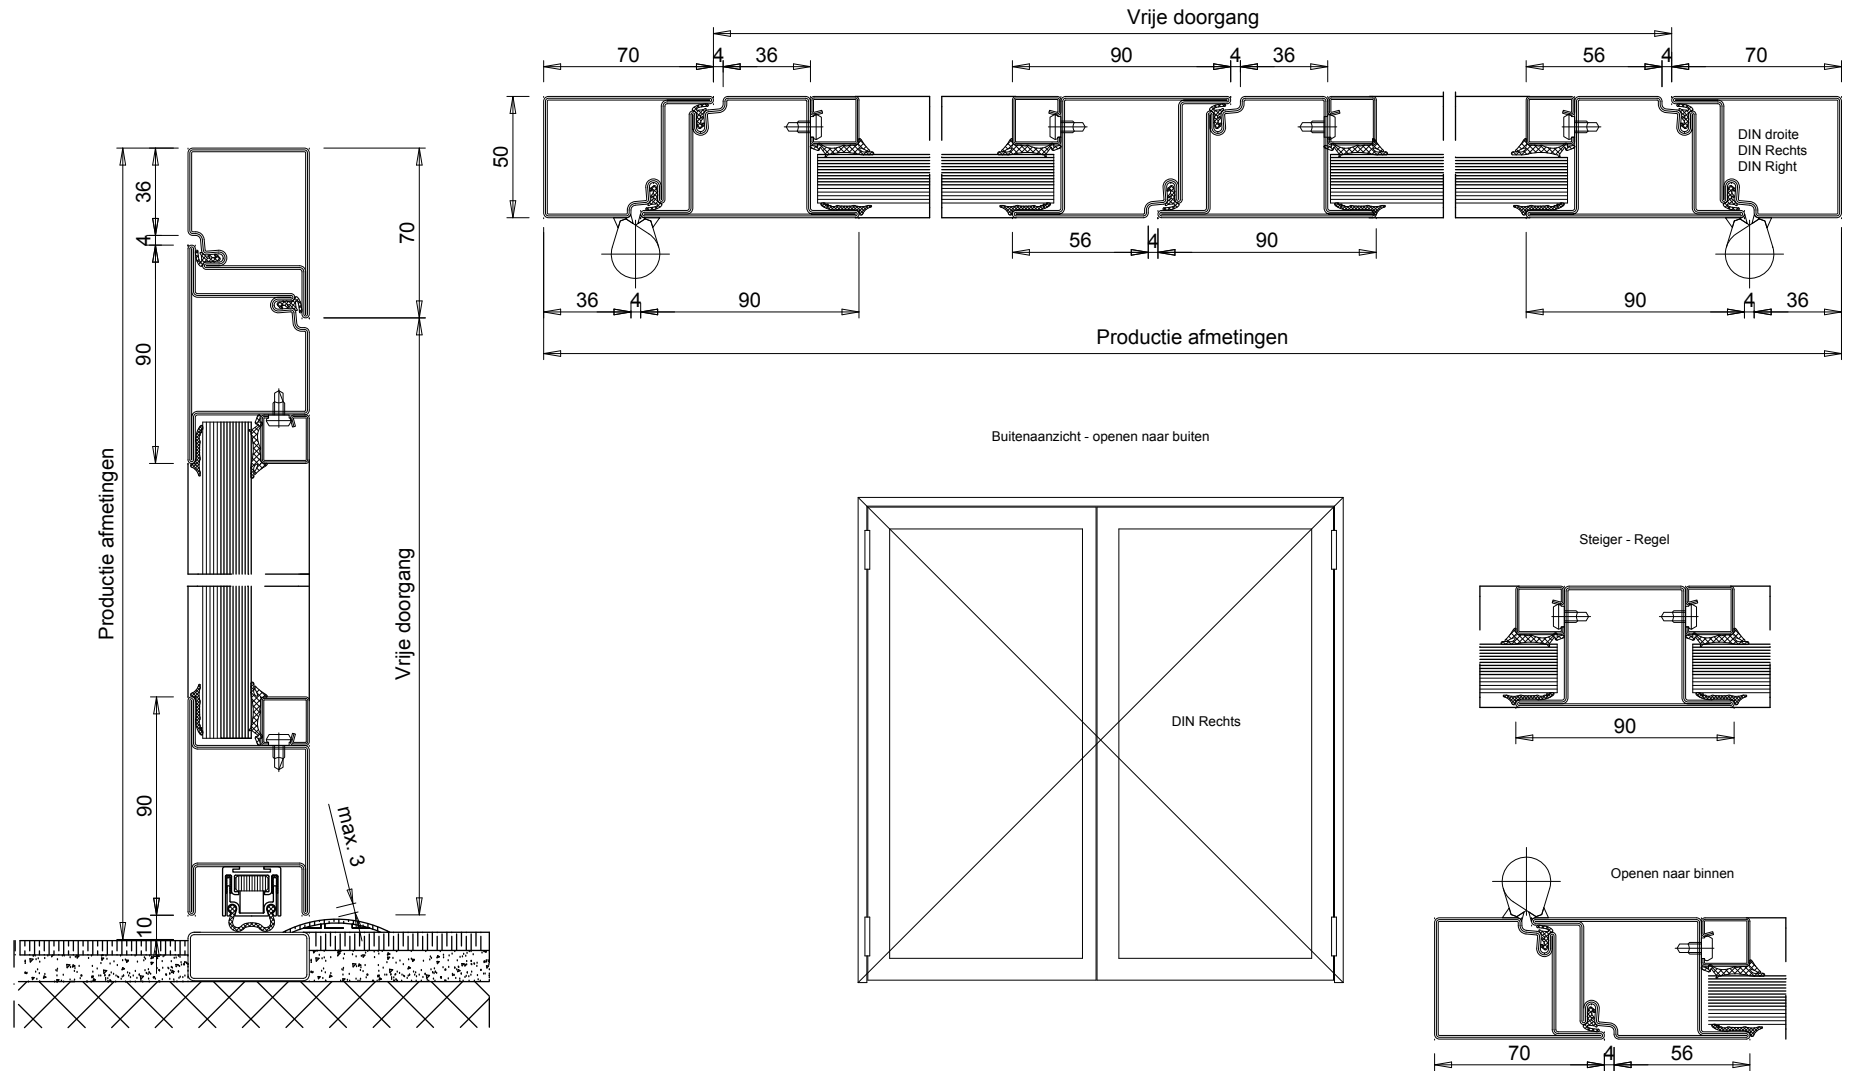 Vrije doorgang
70
4
36
90
4
36
56
4
70
50
DIN droite
DIN Rechts
DIN Right
56
4
90
36
4
90
90
4
36
Productie afmetingen
36
4
90
70
Productie afmetingen
Vrije doorgang
90
10
max. 3
Buitenaanzicht - openen naar buiten
DIN Rechts
Steiger - Regel
90
Openen naar binnen
70
4
56